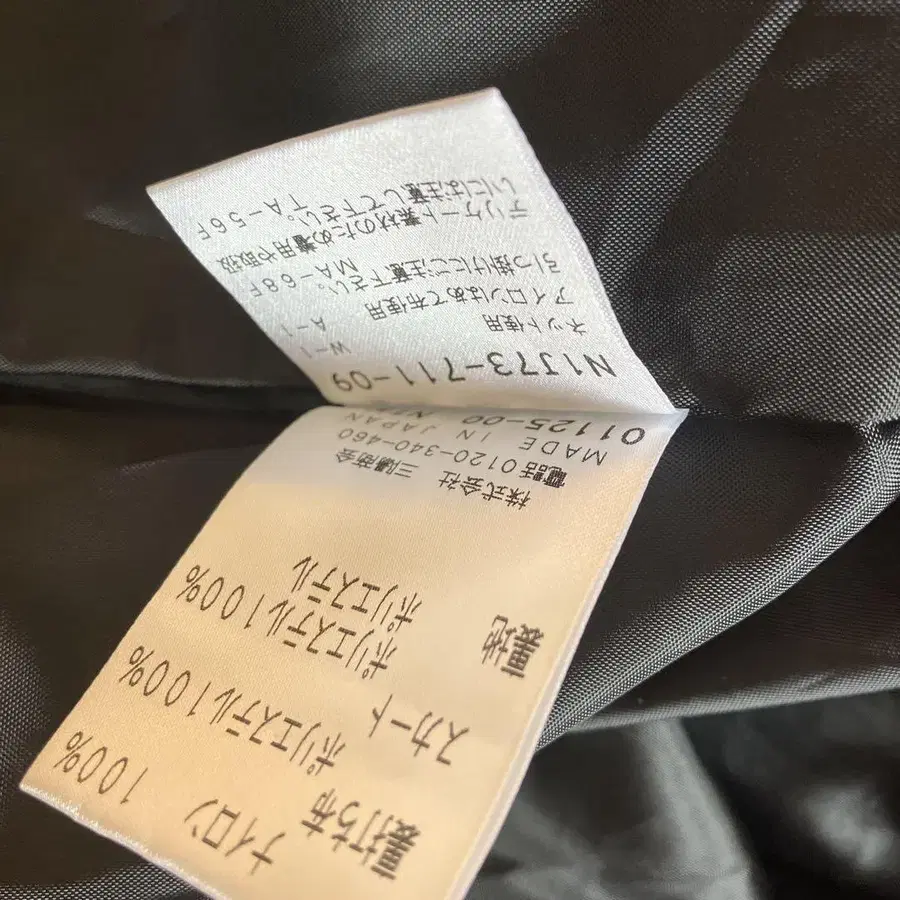 裏打ち布 ナイロン 100%
スカート ポリエステル100%
裏地 ポリエステル100%
ポリエステル
株式会社 三陽商会
電話0120-340-460
MADE IN JAPAN
01125-00
N1J73-711-09
W-1
ネット使用 A-1
アイロンはあて布使用
引っ掛けにご注意下さい。 MA-68F
デリケート素材のため着用や取扱
いには注意して下さい。TA-56F